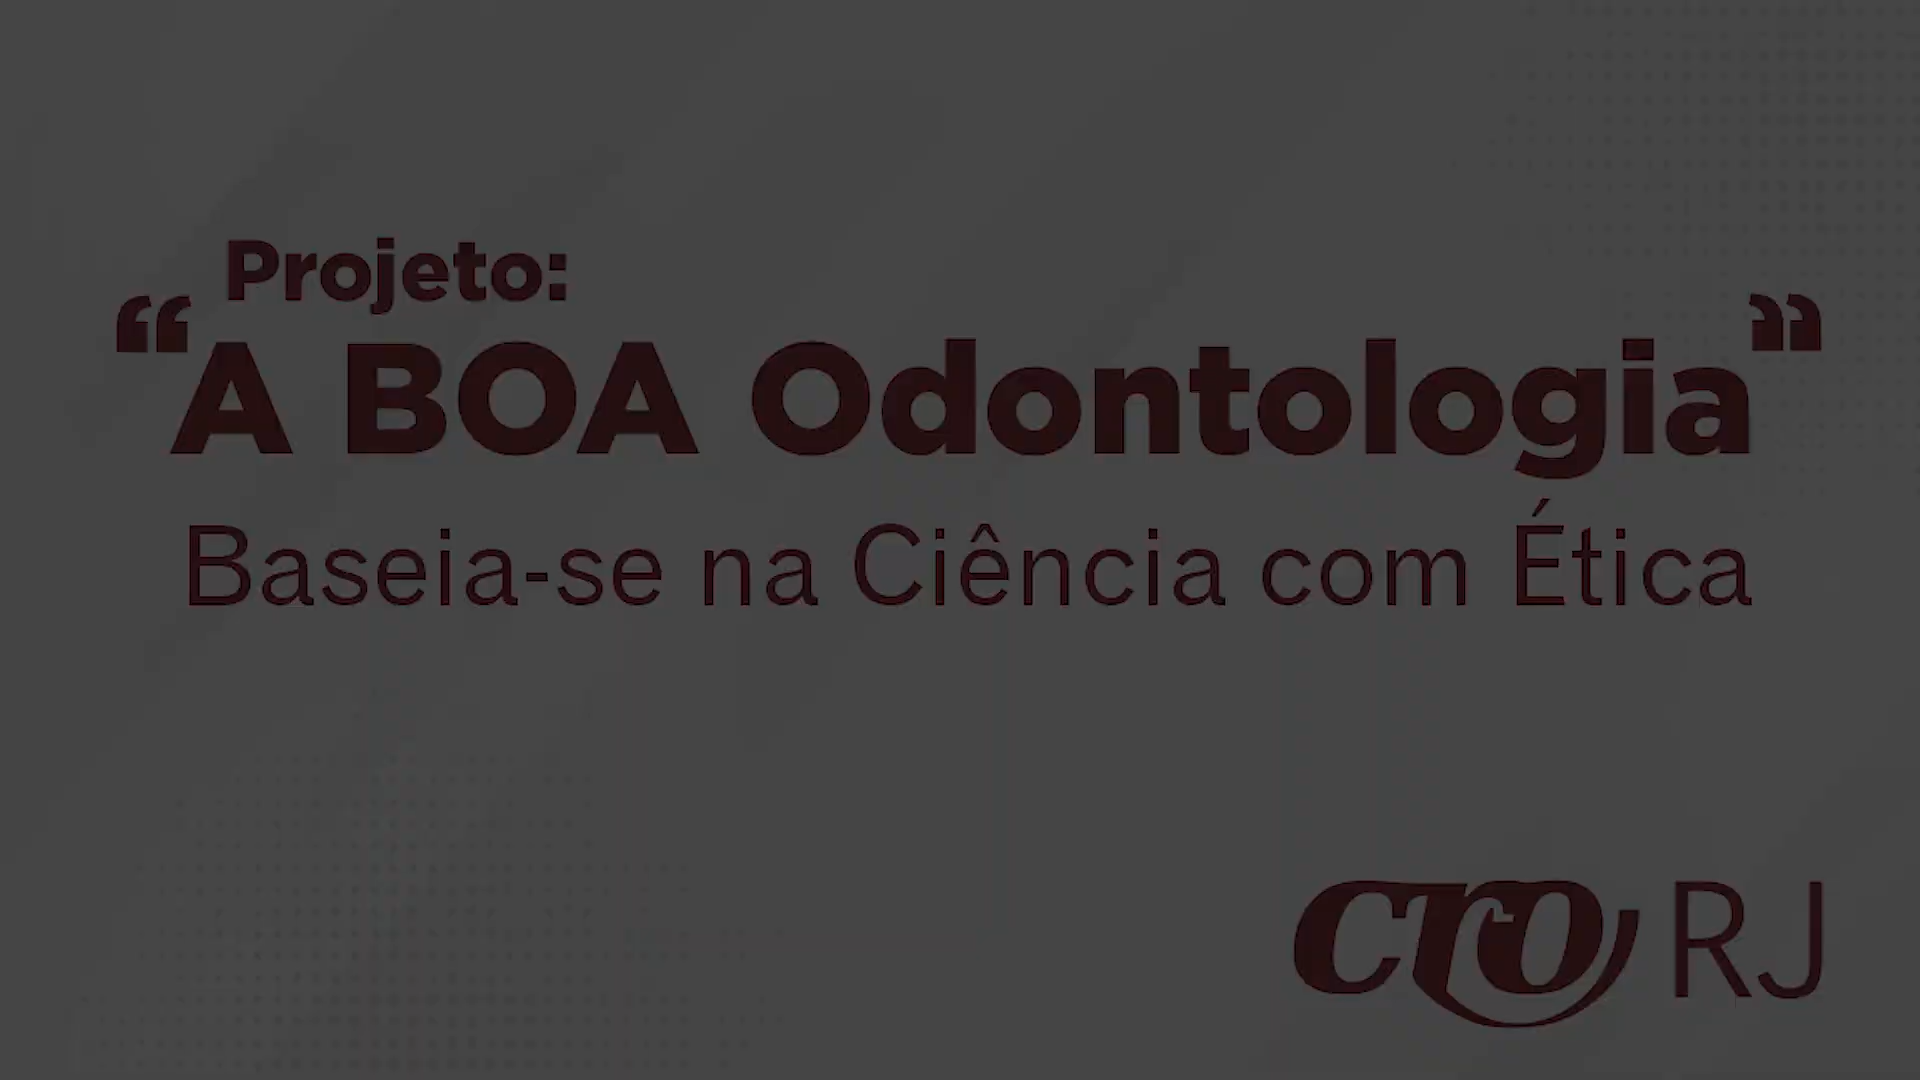 Projeto:
“A BOA Odontologia”
Baseia-se na Ciência com Ética
cro RJ